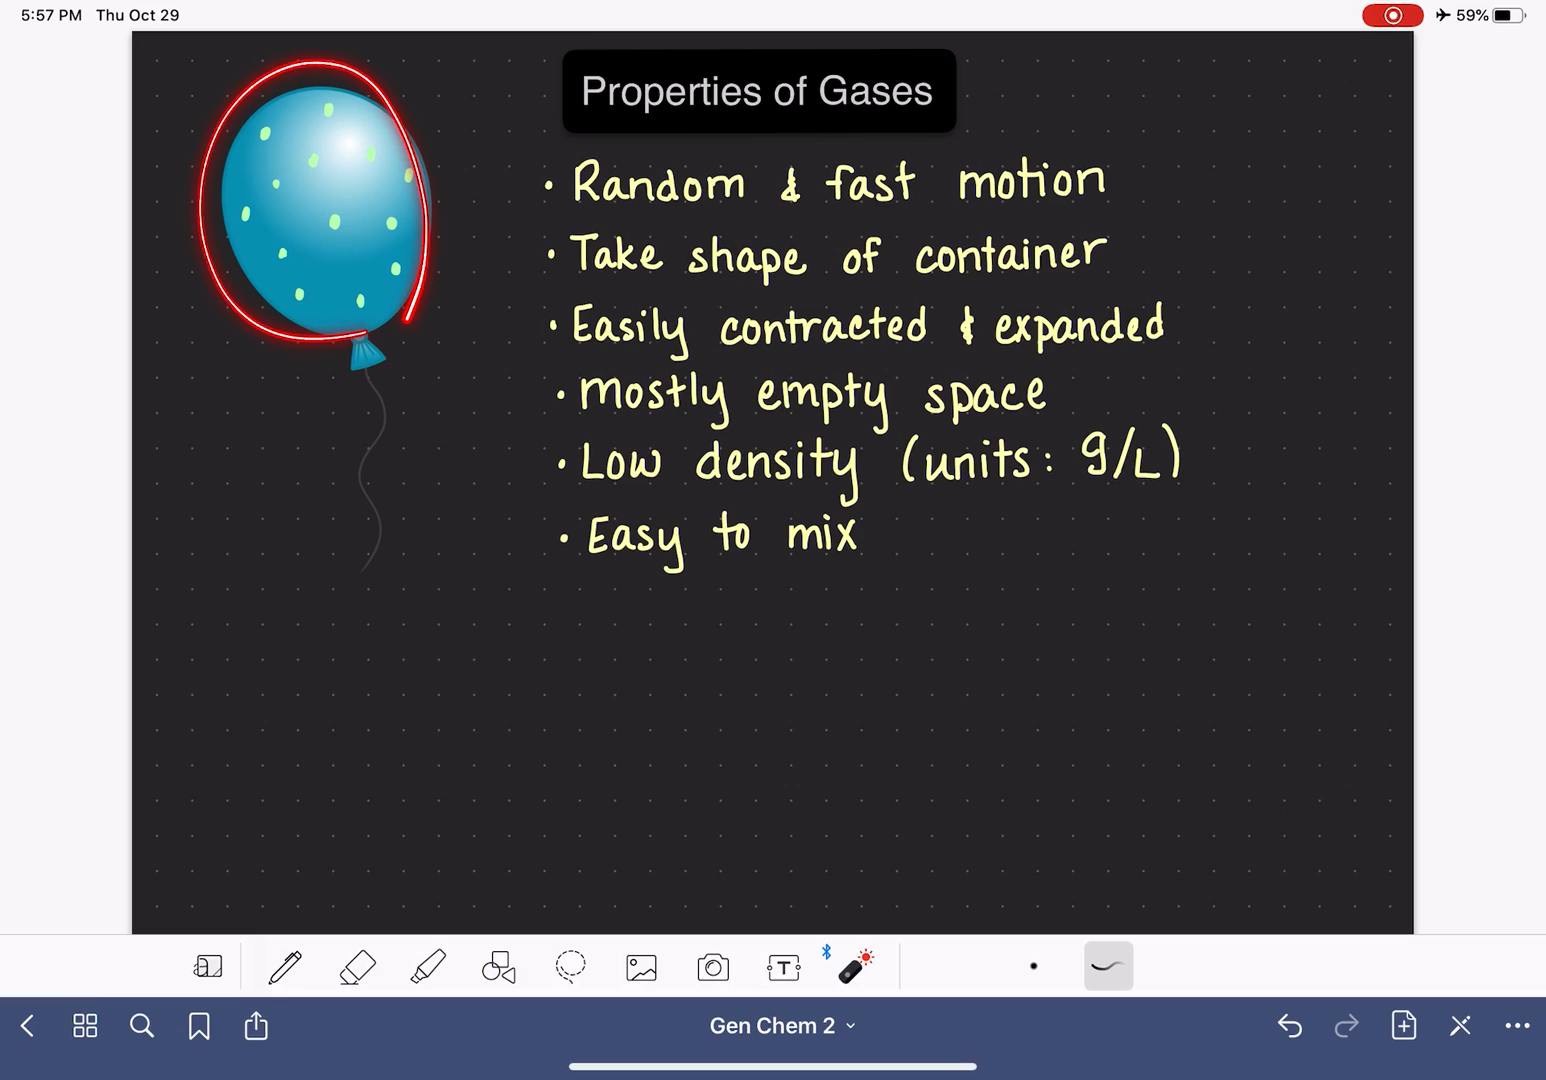 5:57 PM Thu Oct 29
59%
Properties of Gases
• Random & fast motion
• Take shape of container
• Easily contracted & expanded
• Mostly empty space
• Low density (units: g/L)
• Easy to mix
T
Gen Chem 2